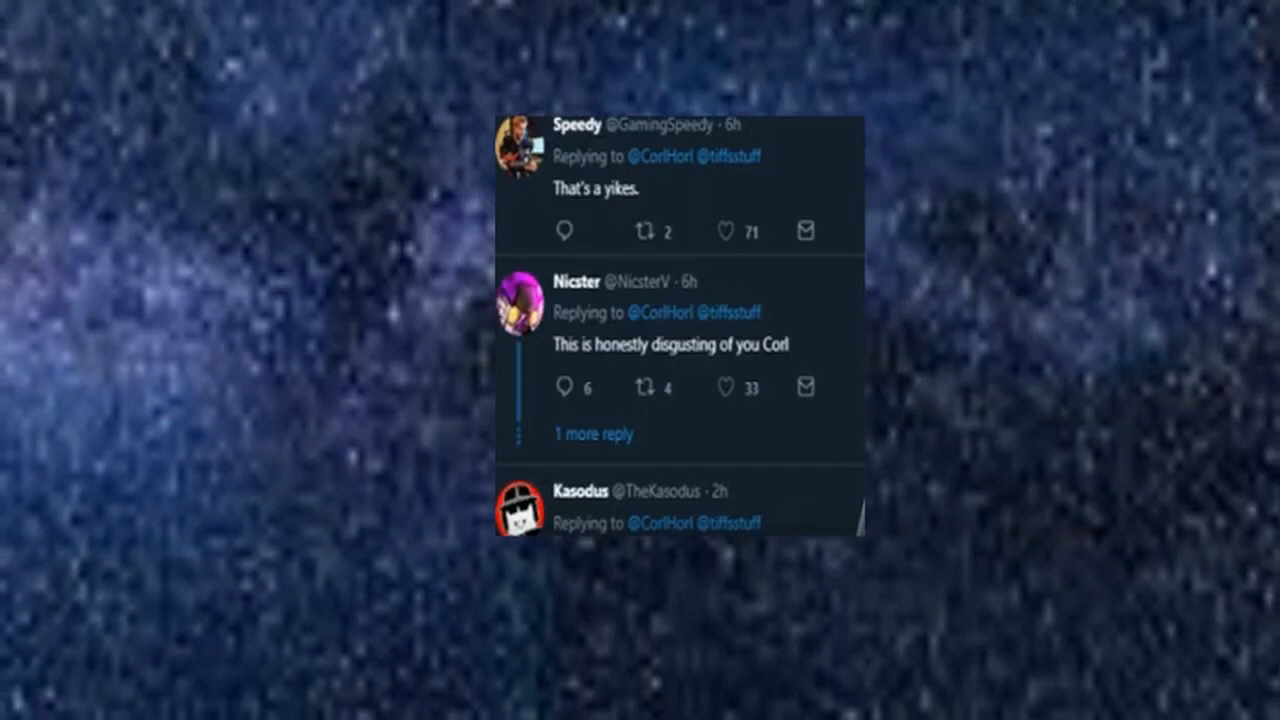 Speedy @GamingSpeedy · 6h
Replying to @CorlHorl @tiffsstuff
That's a yikes.
2 71
Nicster @NicsterV · 6h
Replying to @CorlHorl @tiffsstuff
This is honestly disgusting of you Corl
6 4 33
1 more reply
Kasodus @TheKasodus · 2h
Replying to @CorlHorl @tiffsstuff